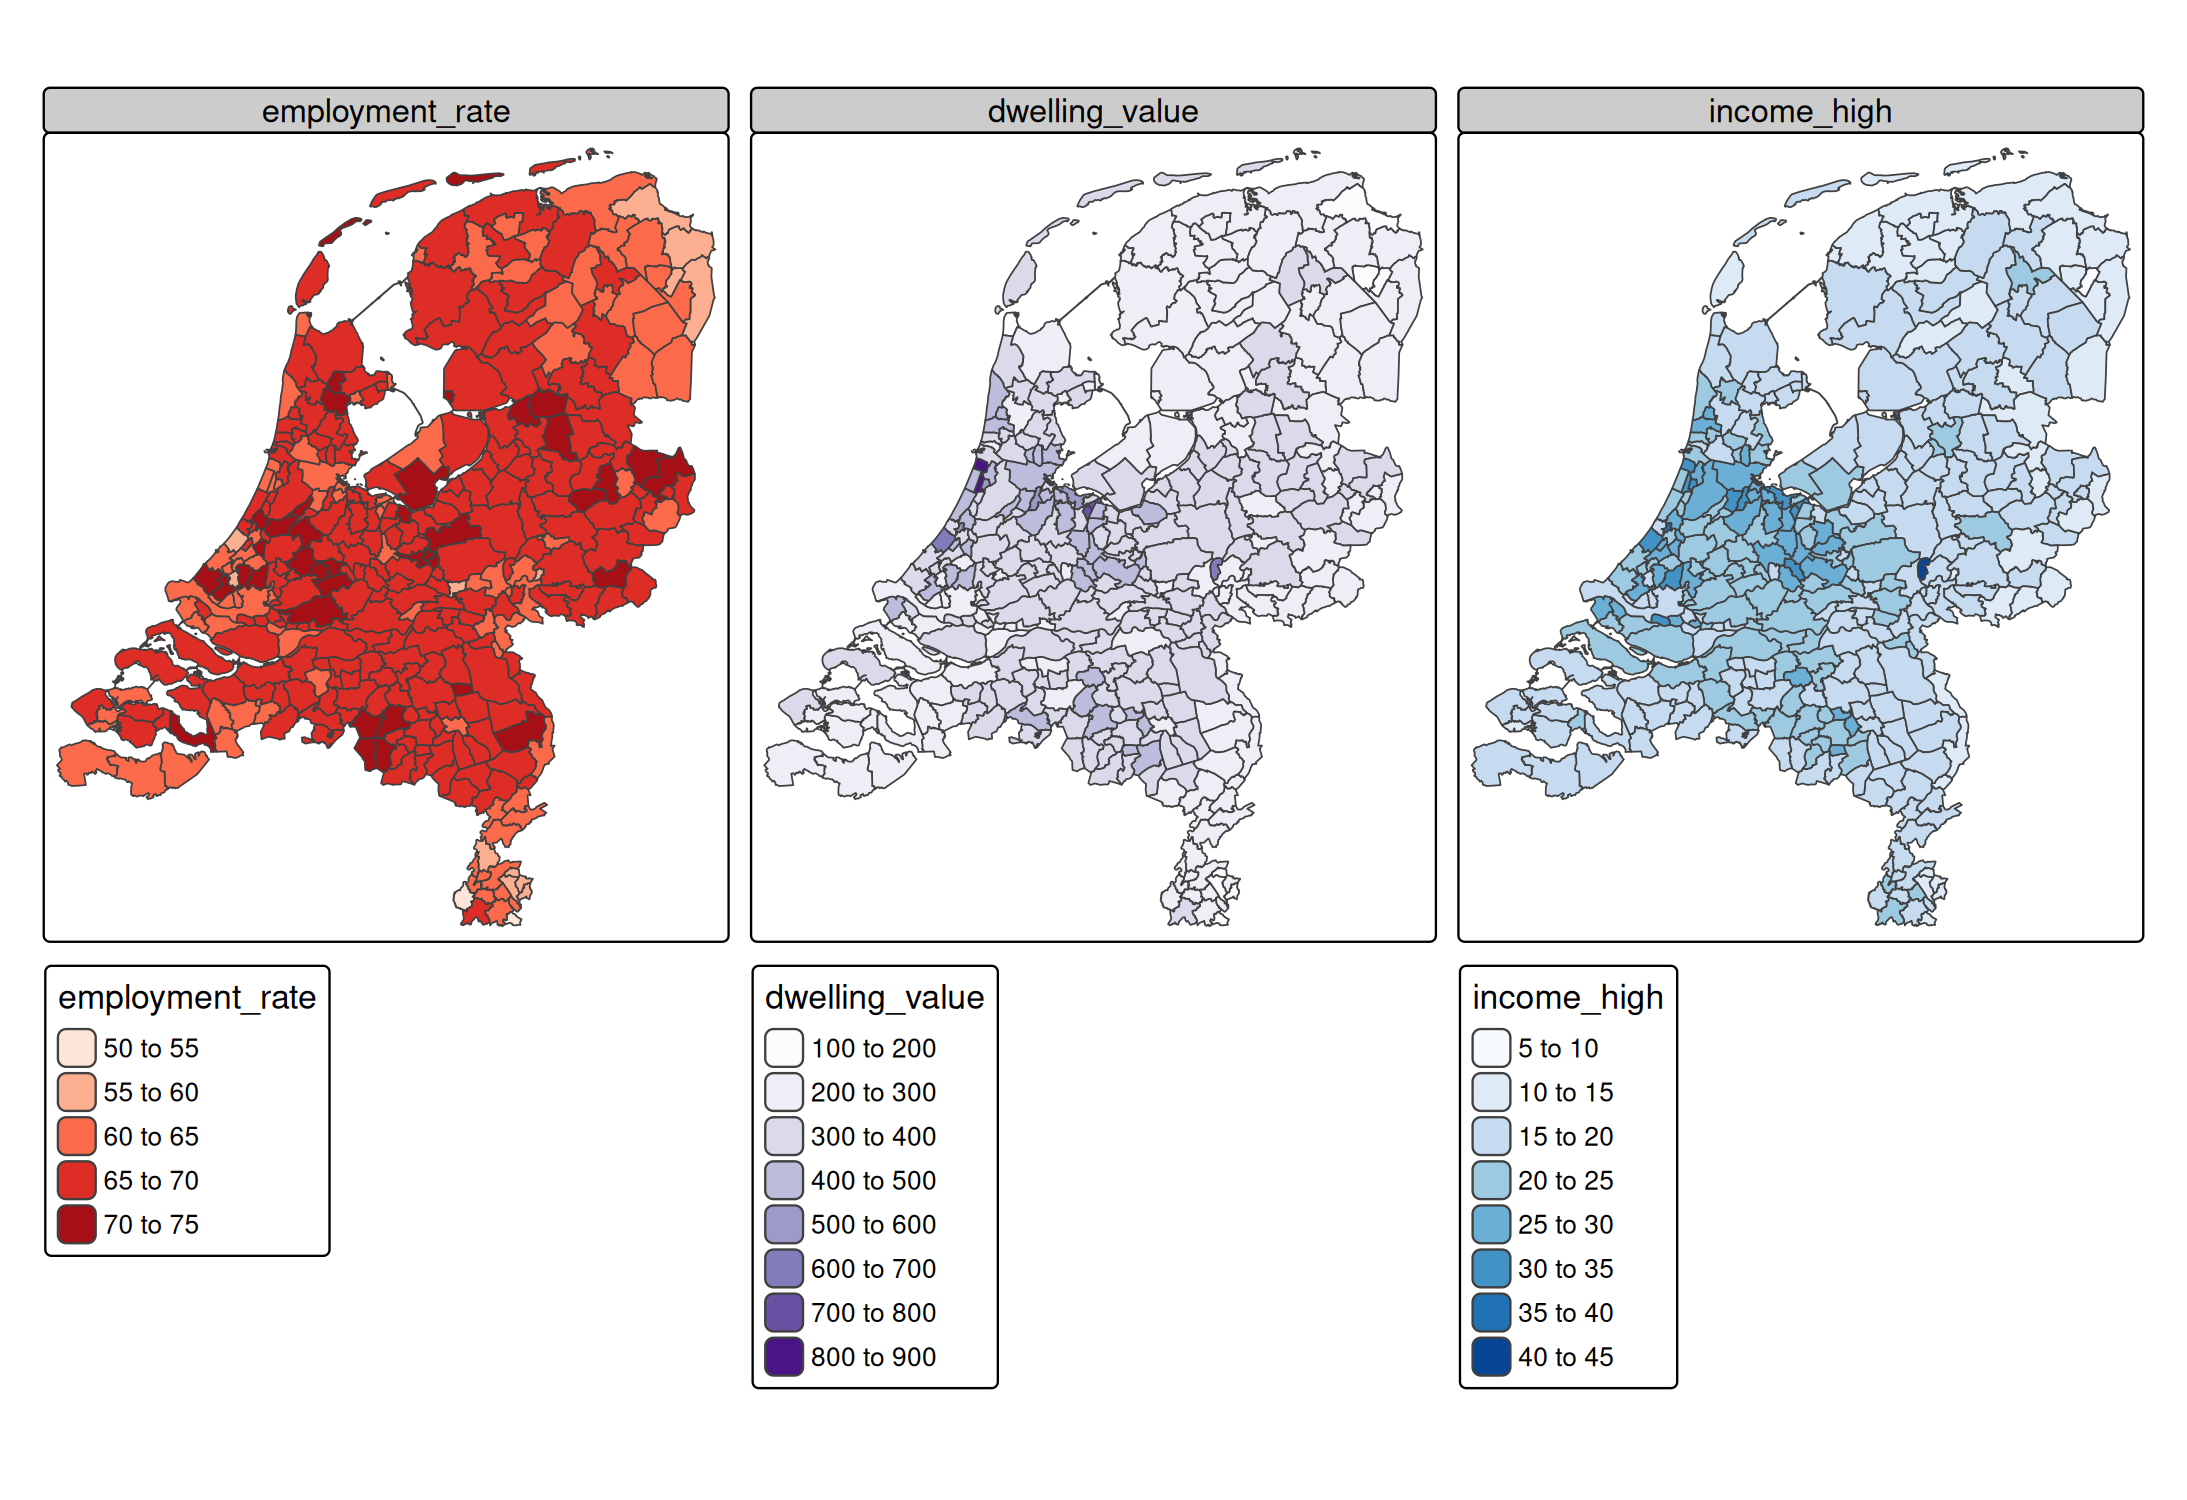 employment_rate
dwelling_value
income_high
employment_rate
50 to 55
55 to 60
60 to 65
65 to 70
70 to 75
dwelling_value
100 to 200
200 to 300
300 to 400
400 to 500
500 to 600
600 to 700
700 to 800
800 to 900
income_high
5 to 10
10 to 15
15 to 20
20 to 25
25 to 30
30 to 35
35 to 40
40 to 45